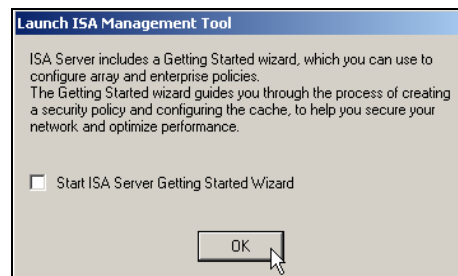 Launch ISA Management Tool
ISA Server includes a Getting Started wizard, which you can use to
configure array and enterprise policies.
The Getting Started wizard guides you through the process of creating
a security policy and configuring the cache, to help you secure your
network and optimize performance.
Start ISA Server Getting Started Wizard
OK